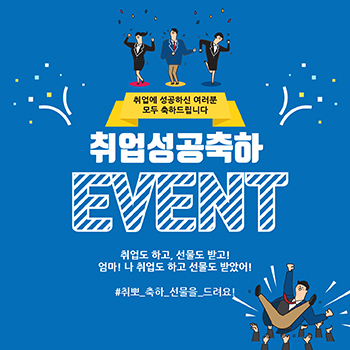 취업에 성공하신 여러분
모두 축하드립니다
취업성공축하
EVENT
취업도 하고, 선물도 받고!
엄마! 나 취업도 하고 선물도 받았어!
#취뽀_축하_선물을_드려요!